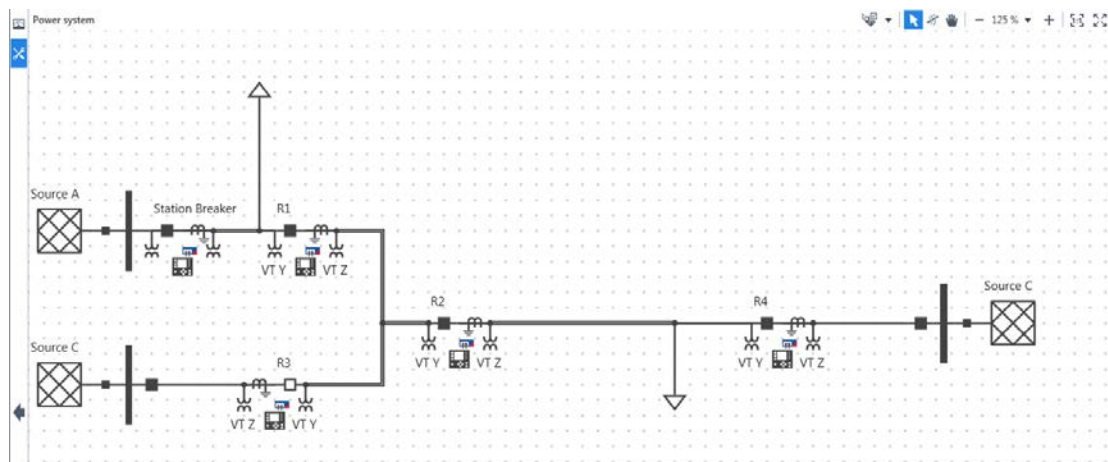 Power system
125 %
Source A
Station Breaker
R1
VT Y
VT Z
R2
VT Y
VT Z
R4
VT Y
VT Z
Source C
Source C
R3
VT Z
VT Y